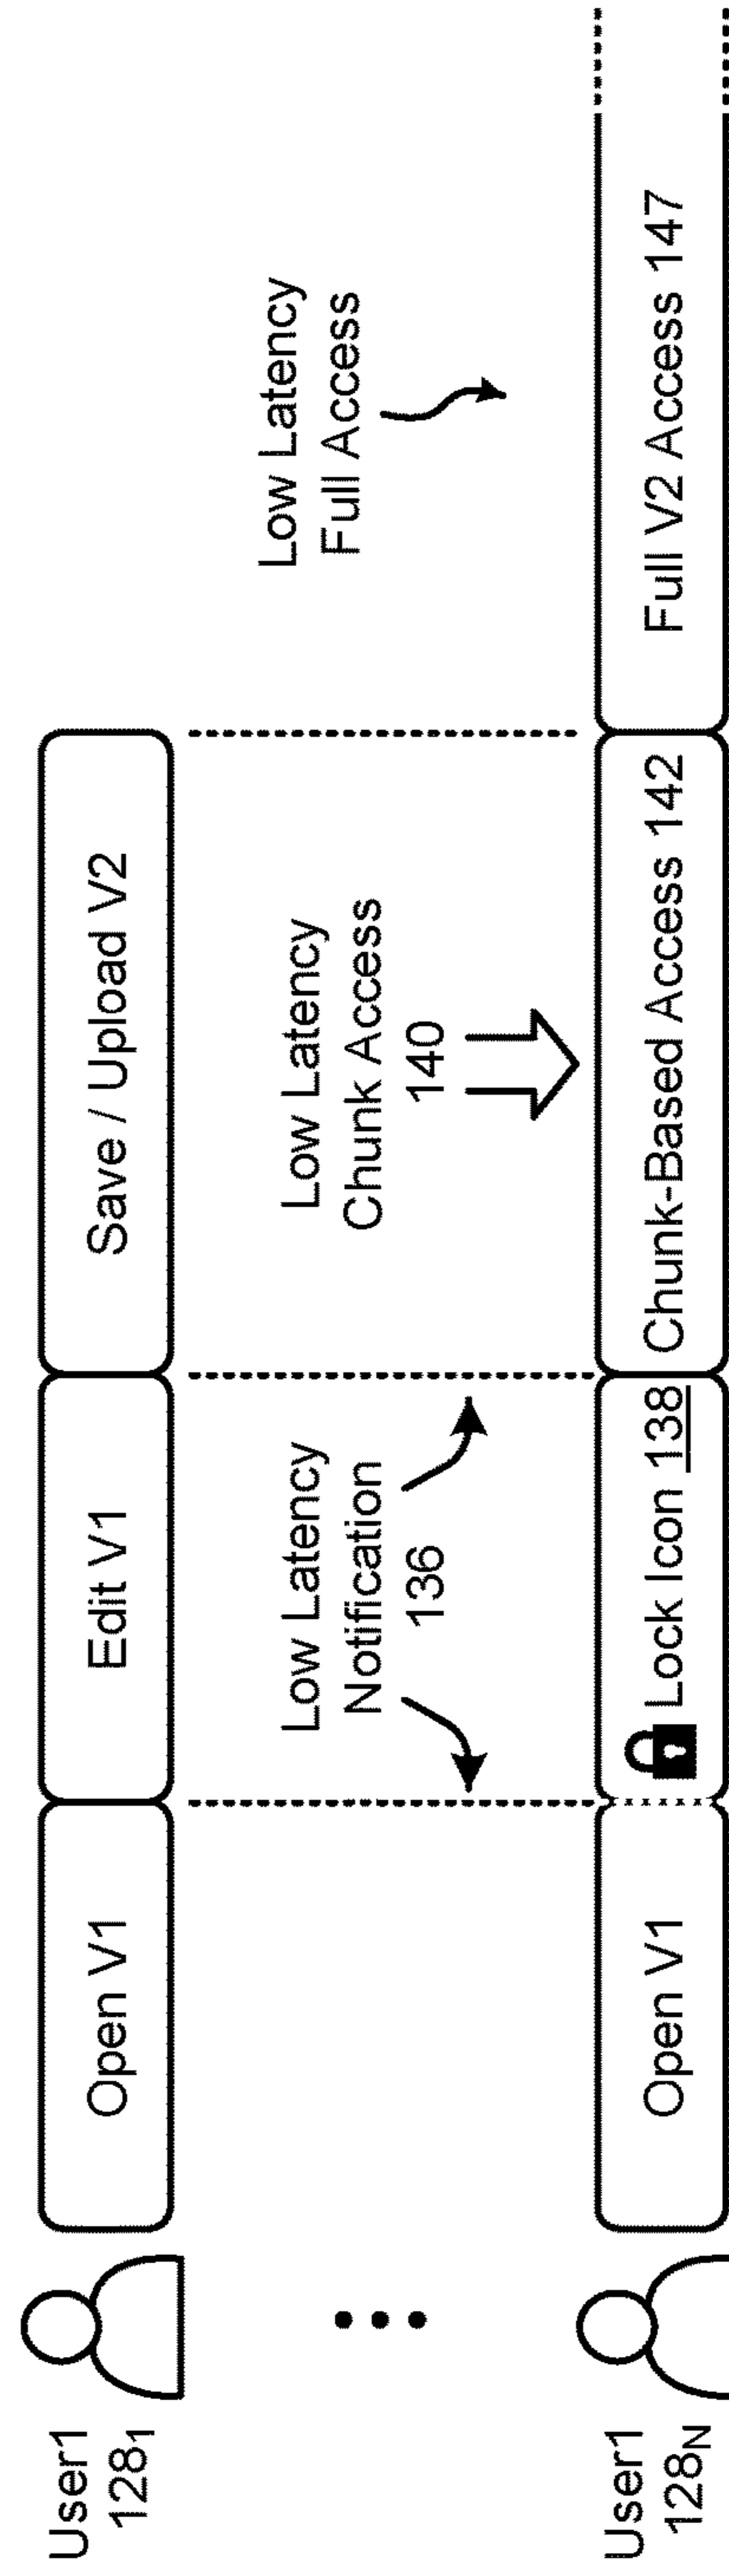 User1
128₁
Open V1
Edit V1
Save / Upload V2
Low Latency
Notification
136
Low Latency
Chunk Access
140
Low Latency
Full Access
User1
128N
Open V1
Lock Icon 138
Chunk-Based Access 142
Full V2 Access 147